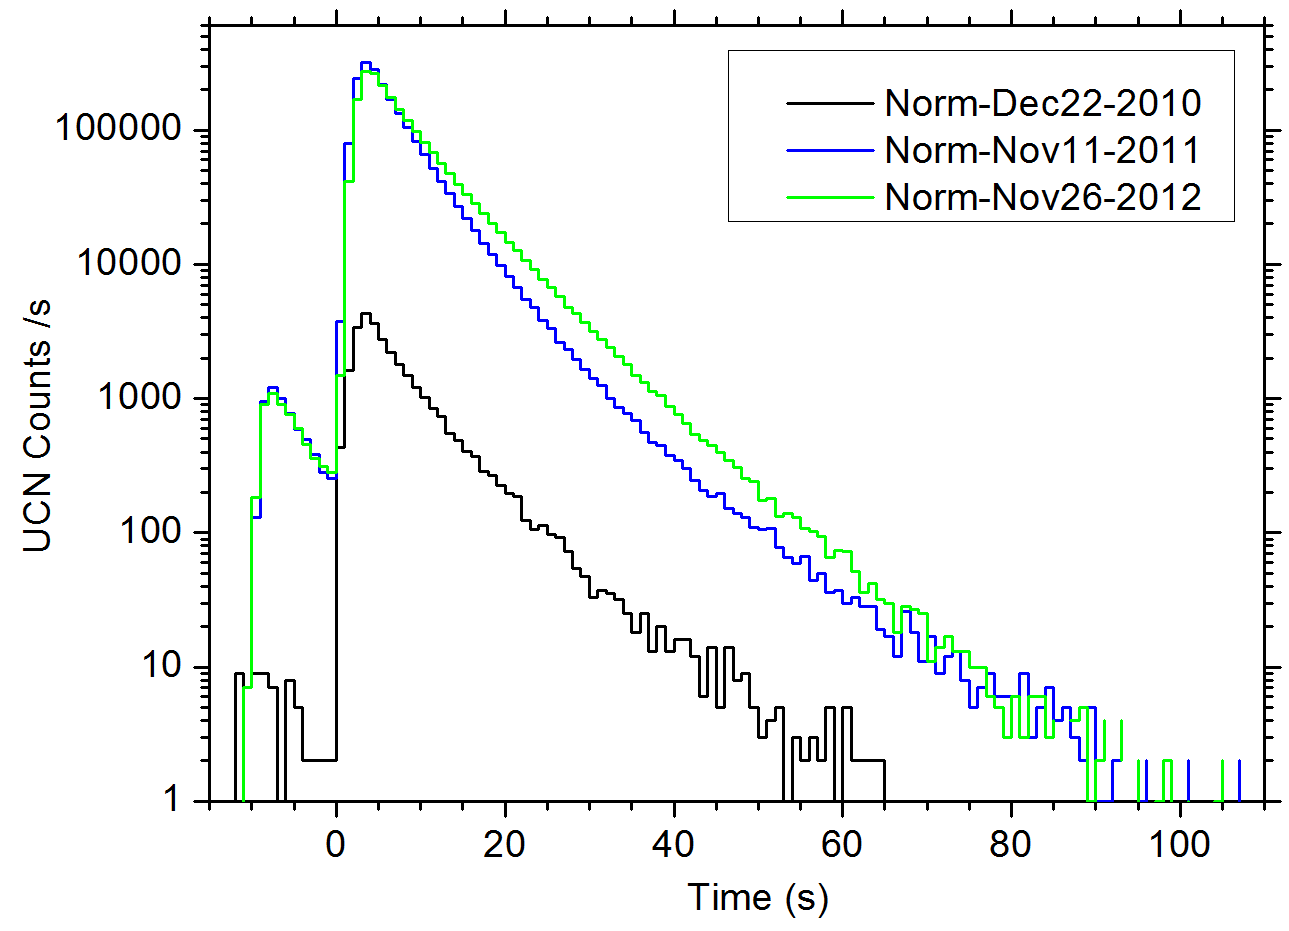 Norm-Dec22-2010
Norm-Nov11-2011
Norm-Nov26-2012
UCN Counts /s
100000
10000
1000
100
10
1
0 20 40 60 80 100
Time (s)